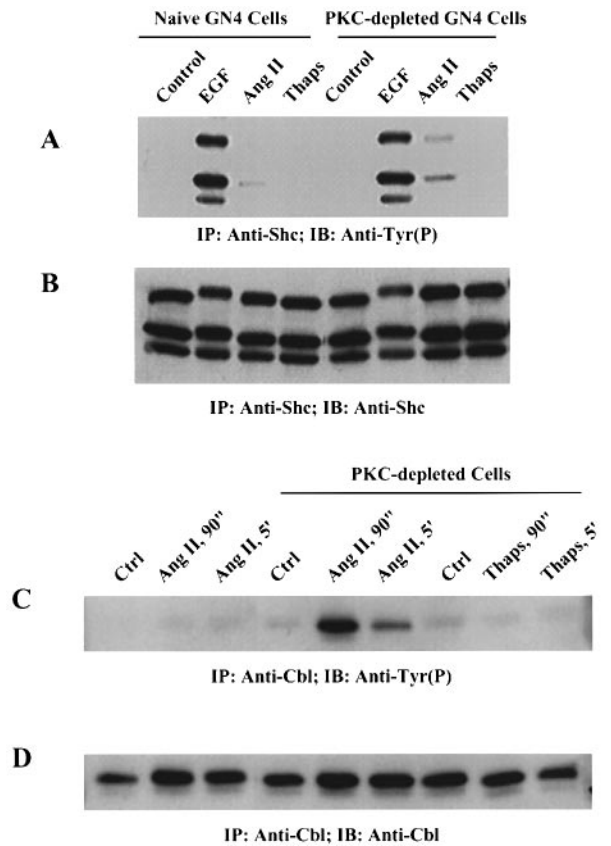 Naive GN4 Cells PKC-depleted GN4 Cells
Control EGF Ang II Thaps Control EGF Ang II Thaps
A
IP: Anti-Shc; IB: Anti-Tyr(P)
B
IP: Anti-Shc; IB: Anti-Shc
PKC-depleted Cells
Ctrl Ang II, 90" Ang II, 5' Ctrl Ang II, 90" Ang II, 5' Ctrl Thaps, 90" Thaps, 5'
C
IP: Anti-Cbl; IB: Anti-Tyr(P)
D
IP: Anti-Cbl; IB: Anti-Cbl